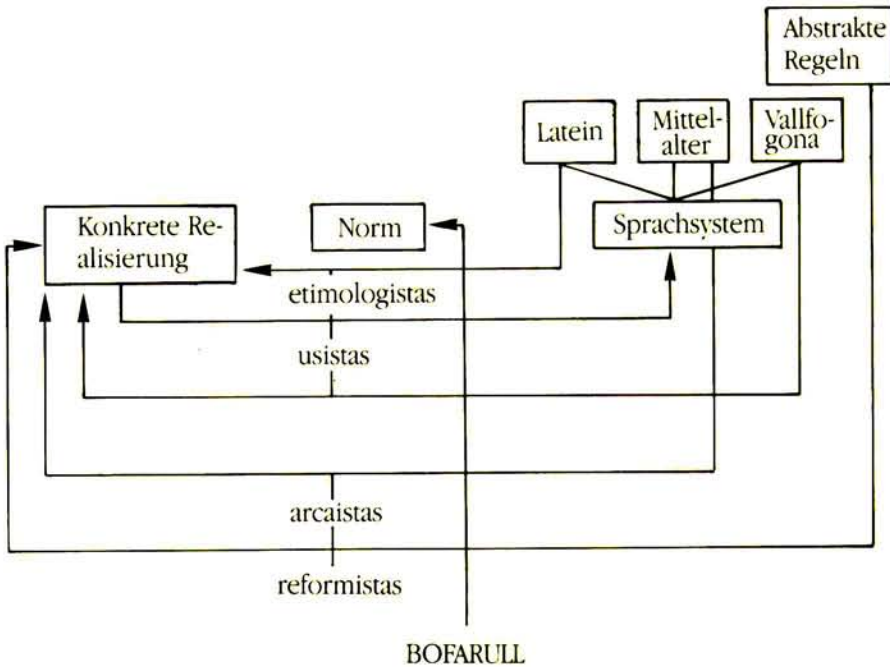 Abstrakte
Regeln
Latein
Mittel-
alter
Vallfo-
gona
Konkrete Re-
alisierung
Norm
Sprachsystem
etimologistas
usistas
arcaistas
reformistas
BOFARULL